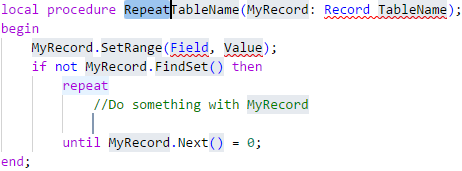 local procedure RepeatTableName(MyRecord: Record TableName);
begin
MyRecord.SetRange(Field, Value);
if not MyRecord.FindSet() then
repeat
//Do something with MyRecord
until MyRecord.Next() = 0;
end;